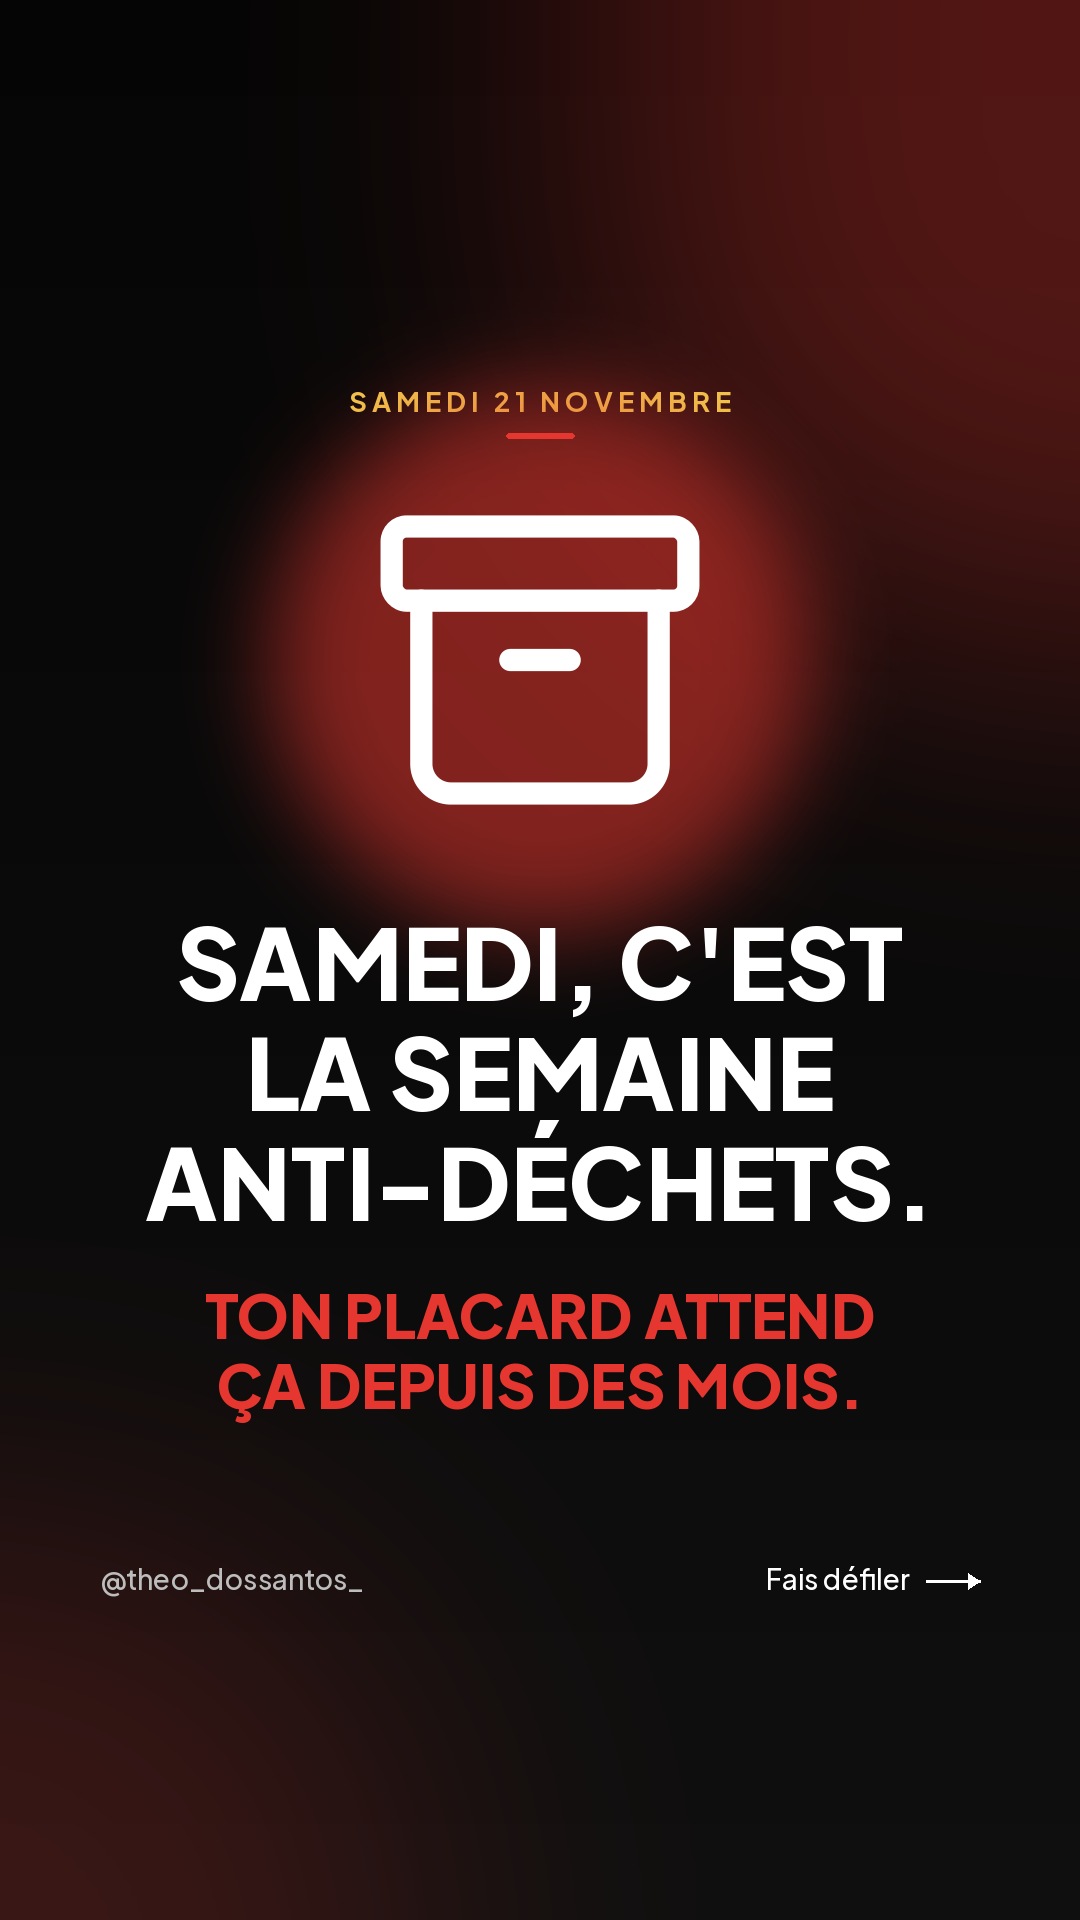 SAMEDI 21 NOVEMBRE
SAMEDI, C'EST
LA SEMAINE
ANTI-DÉCHETS.
TON PLACARD ATTEND
ÇA DEPUIS DES MOIS.
@theo_dossantos_
Fais défiler